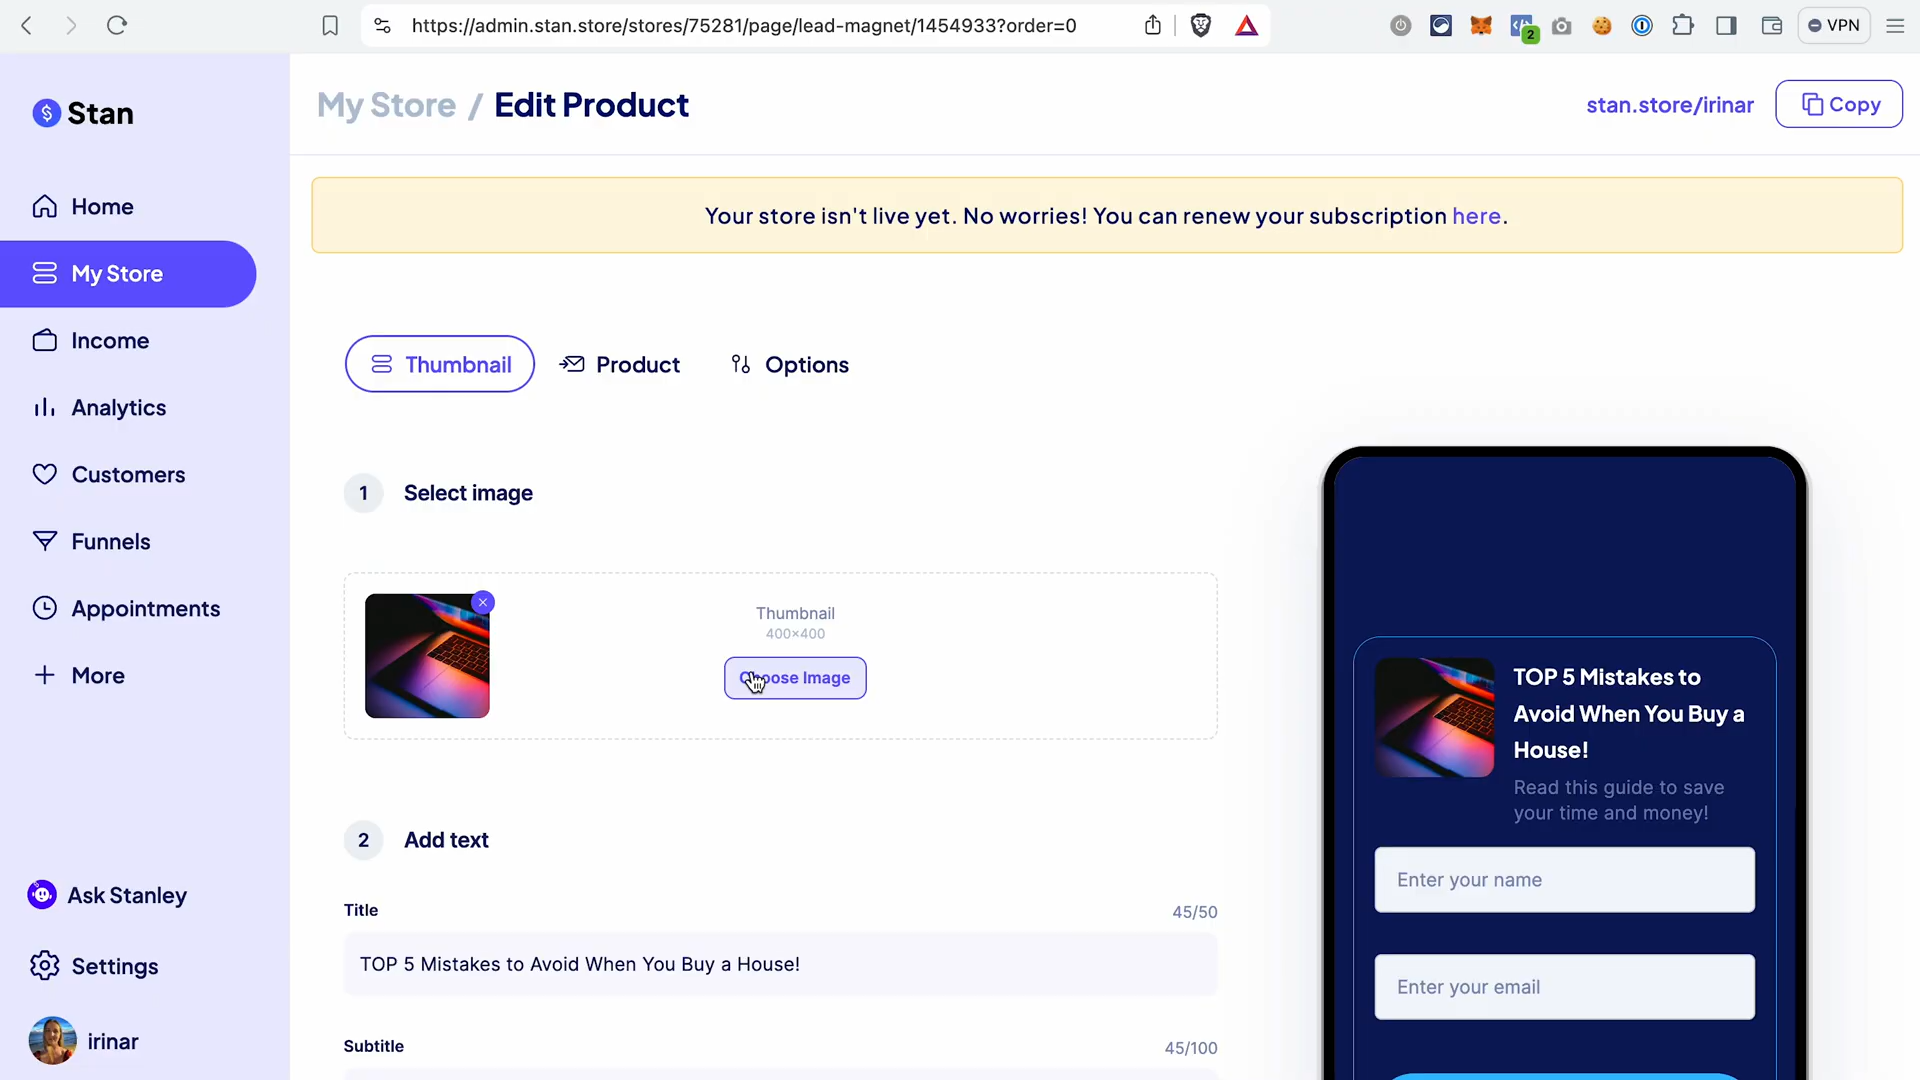 https://admin.stan.store/stores/75281/page/lead-magnet/1454933?order=0
2
VPN
Stan
Home
My Store
Income
Analytics
Customers
Funnels
Appointments
More
Ask Stanley
Settings
irinar
My Store / Edit Product
stan.store/irinar
Copy
Your store isn't live yet. No worries! You can renew your subscription here.
Thumbnail
Product
Options
1
Select image
Thumbnail
400×400
Choose Image
2
Add text
Title
45/50
TOP 5 Mistakes to Avoid When You Buy a House!
Subtitle
45/100
TOP 5 Mistakes to
Avoid When You Buy a
House!
Read this guide to save
your time and money!
Enter your name
Enter your email